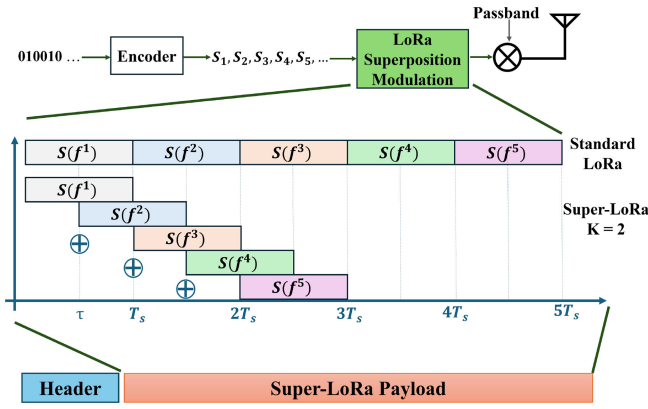 Passband
010010 ...
Encoder
S₁, S₂, S₃, S₄, S₅, ...
LoRa
Superposition
Modulation
S(f¹) S(f²) S(f³) S(f⁴) S(f⁵)
Standard
LoRa
S(f¹)
S(f²)
S(f³)
S(f⁴)
S(f⁵)
Super-LoRa
K = 2
τ Tₛ 2Tₛ 3Tₛ 4Tₛ 5Tₛ
Header
Super-LoRa Payload